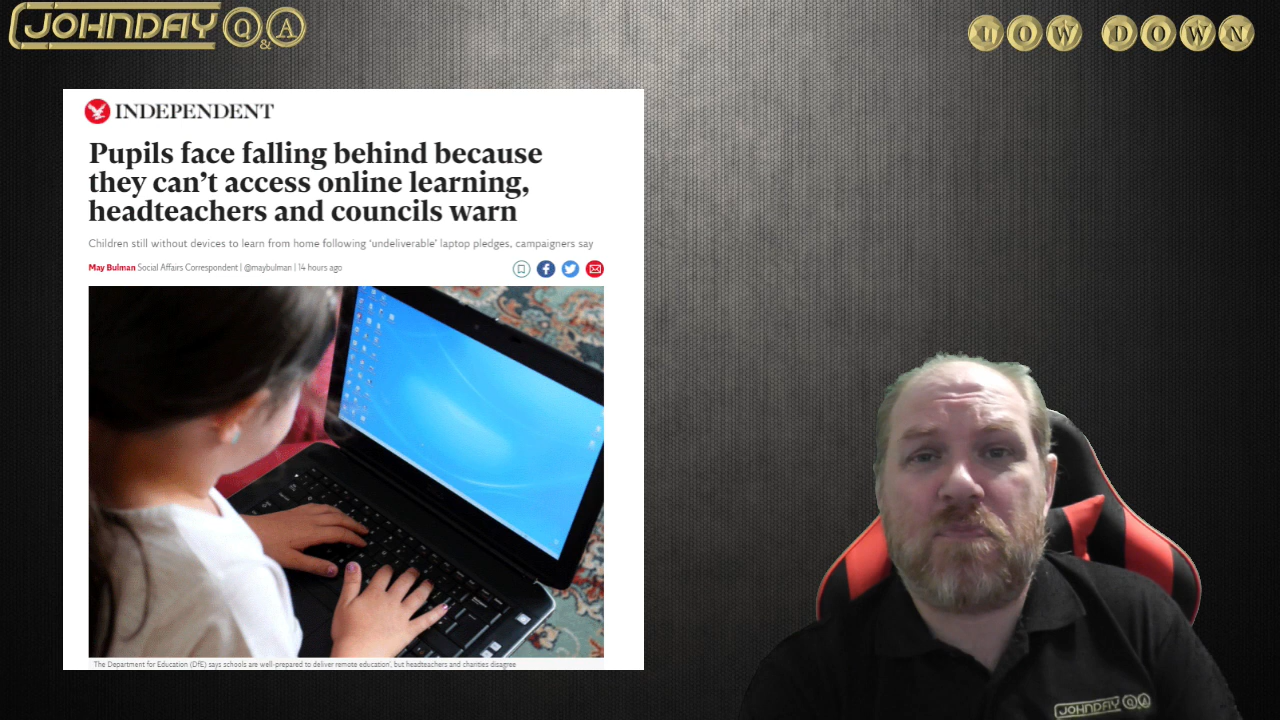 JOHNDAY Q&A
LOW DOWN
INDEPENDENT
Pupils face falling behind because
they can't access online learning,
headteachers and councils warn
Children still without devices to learn from home following 'undeliverable' laptop pledges, campaigners say
May Bulman Social Affairs Correspondent | @maybulman | 14 hours ago
The Department for Education (DfE) says schools are well-prepared to deliver remote education', but headteachers and charities disagree
JOHNDAY Q&A